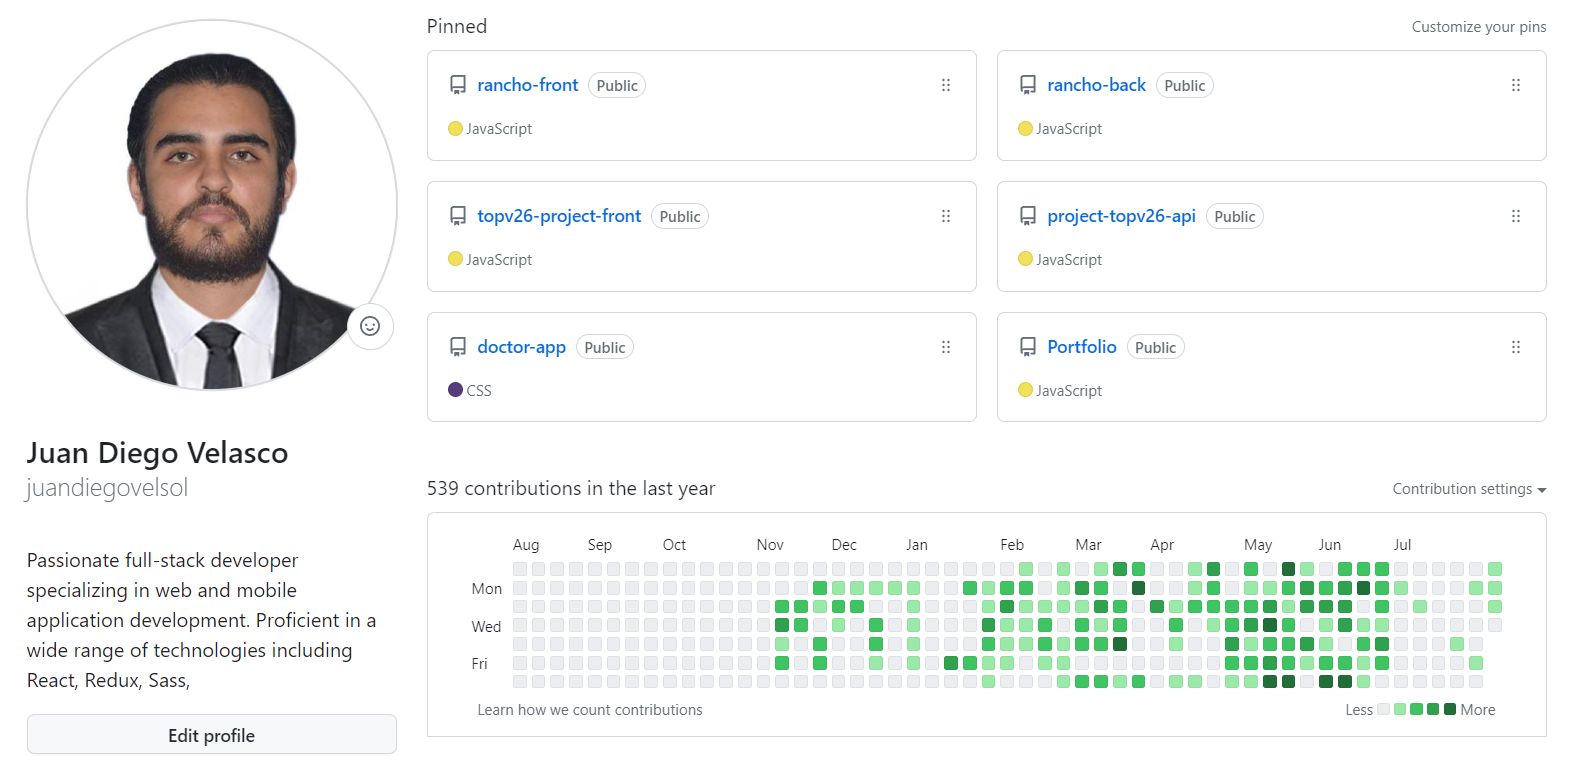 Pinned
Customize your pins
rancho-front Public
JavaScript
rancho-back Public
JavaScript
topv26-project-front Public
JavaScript
project-topv26-api Public
JavaScript
doctor-app Public
CSS
Portfolio Public
JavaScript
Juan Diego Velasco
juandiegovelsol
Passionate full-stack developer
specializing in web and mobile
application development. Proficient in a
wide range of technologies including
React, Redux, Sass,
Edit profile
539 contributions in the last year
Contribution settings
Aug Sep Oct Nov Dec Jan Feb Mar Apr May Jun Jul
Mon
Wed
Fri
Learn how we count contributions
Less More